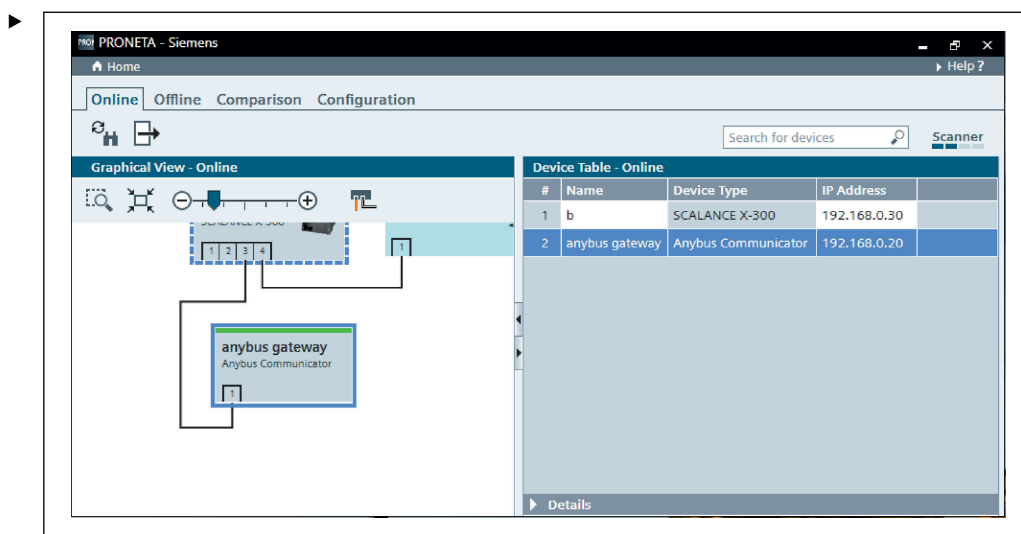 PRONETA - Siemens
Home
Help ?
Online Offline Comparison Configuration
Search for devices
Scanner
Graphical View - Online
Device Table - Online
# Name Device Type IP Address
1 b SCALANCE X-300 192.168.0.30
2 anybus gateway Anybus Communicator 192.168.0.20
SCALANCE X-300
1 2 3 4
1
anybus gateway
Anybus Communicator
1
Details